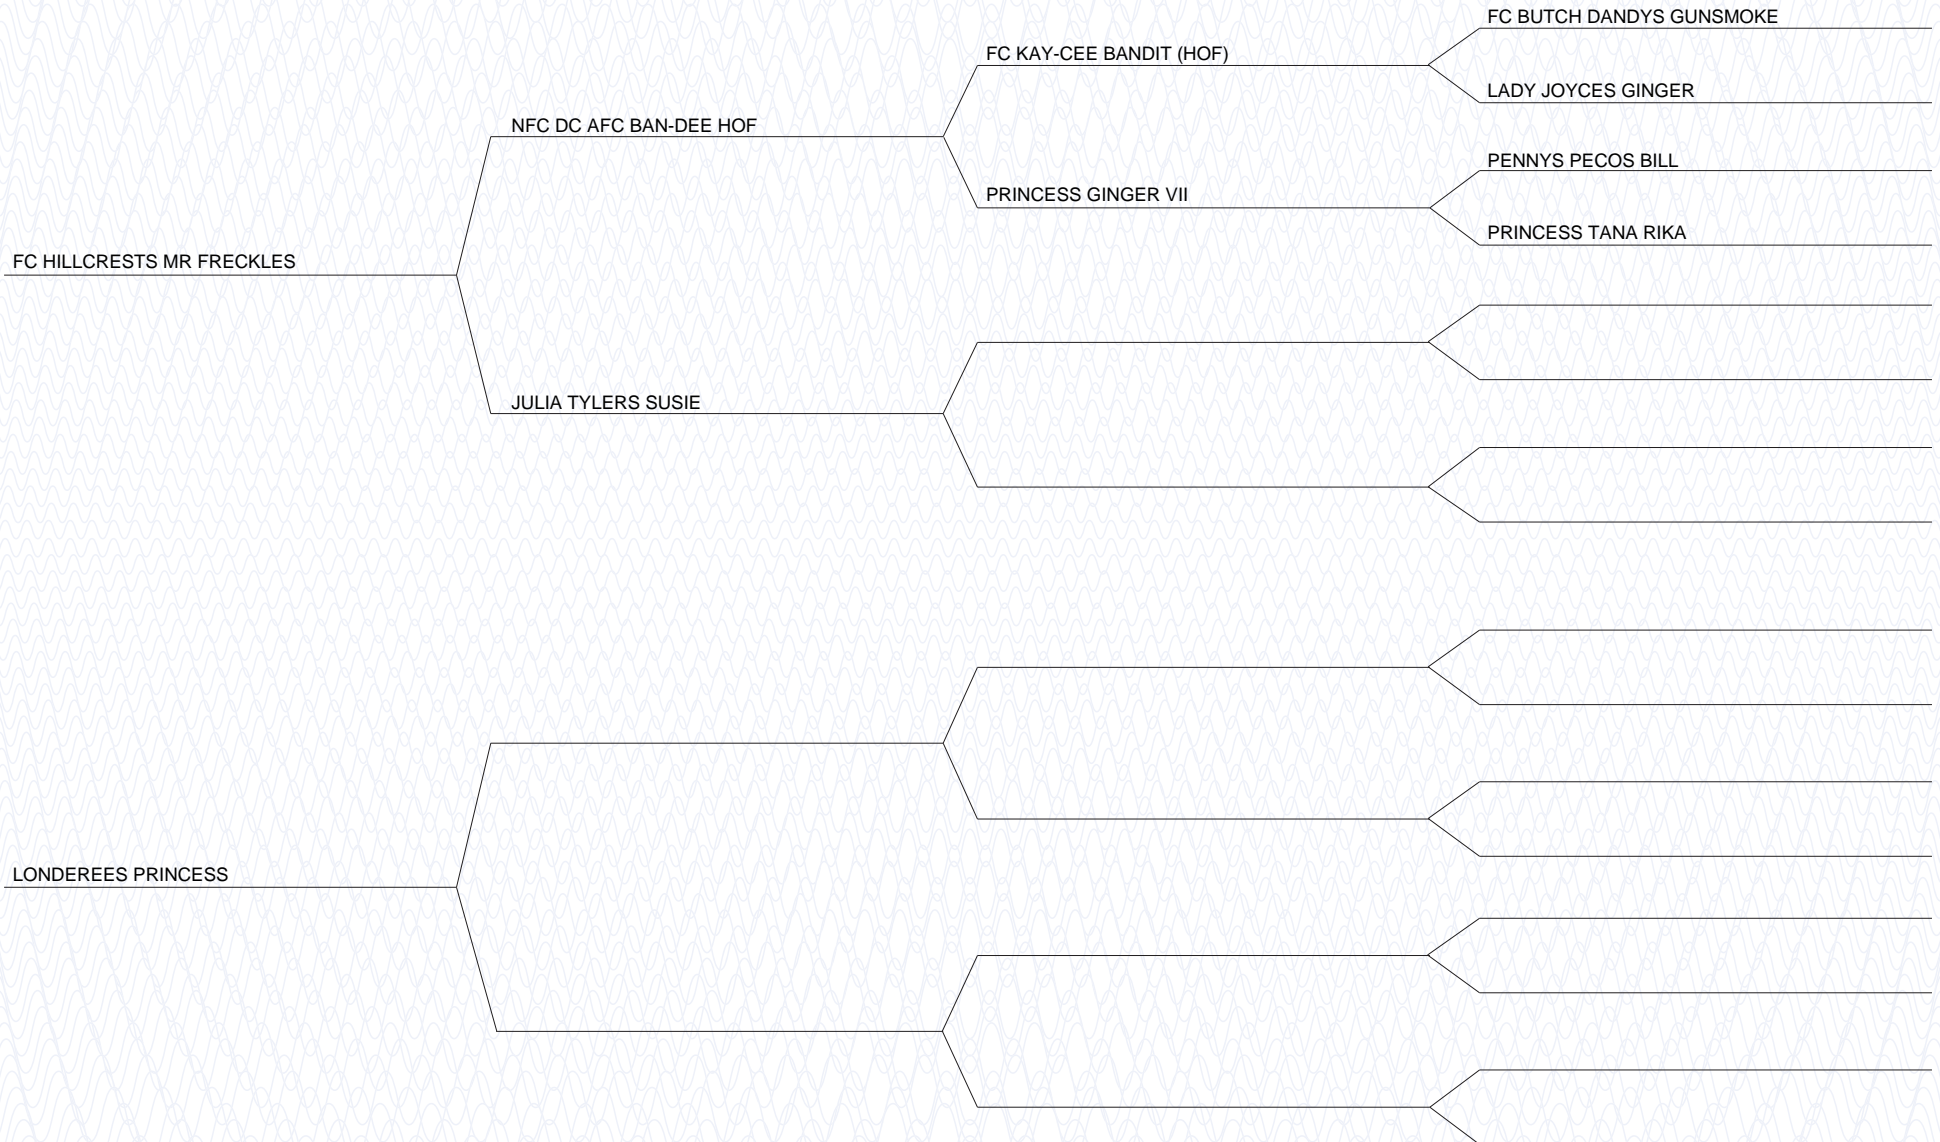 FC BUTCH DANDYS GUNSMOKE
FC KAY-CEE BANDIT (HOF)
LADY JOYCES GINGER
NFC DC AFC BAN-DEE HOF
PENNYS PECOS BILL
PRINCESS GINGER VII
PRINCESS TANA RIKA
FC HILLCRESTS MR FRECKLES
JULIA TYLERS SUSIE
LONDEREES PRINCESS